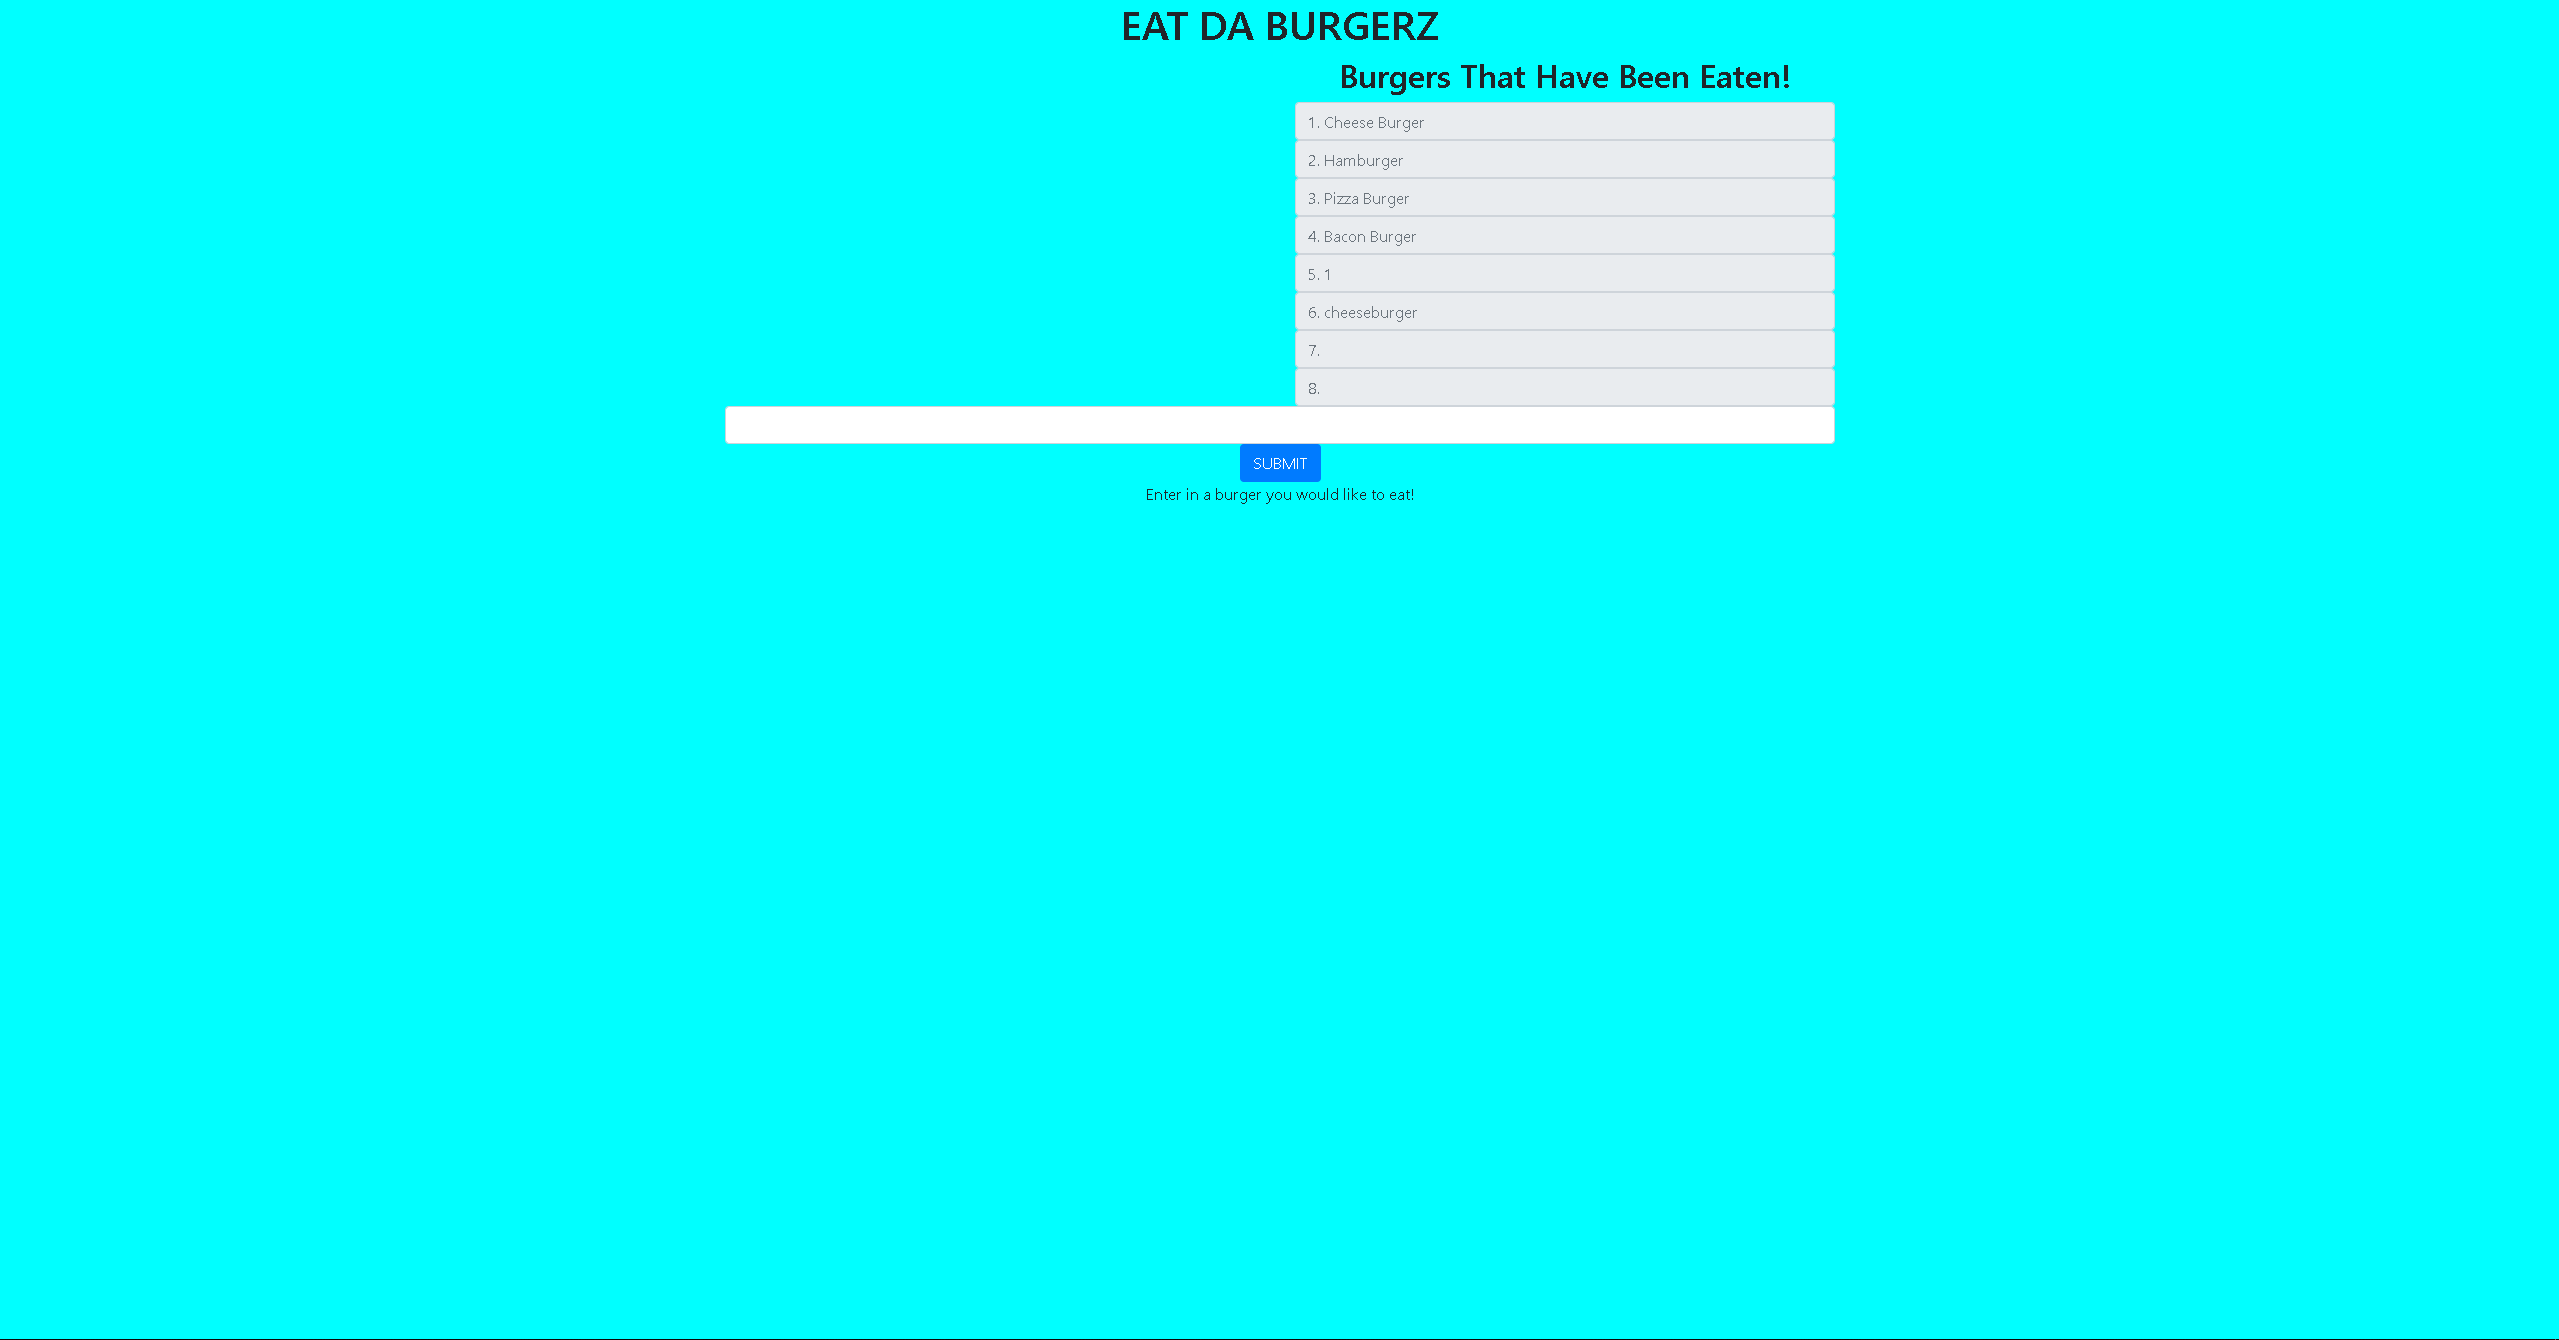 EAT DA BURGERZ
Burgers That Have Been Eaten!
1. Cheese Burger
2. Hamburger
3. Pizza Burger
4. Bacon Burger
5. 1
6. cheeseburger
7.
8.
SUBMIT
Enter in a burger you would like to eat!